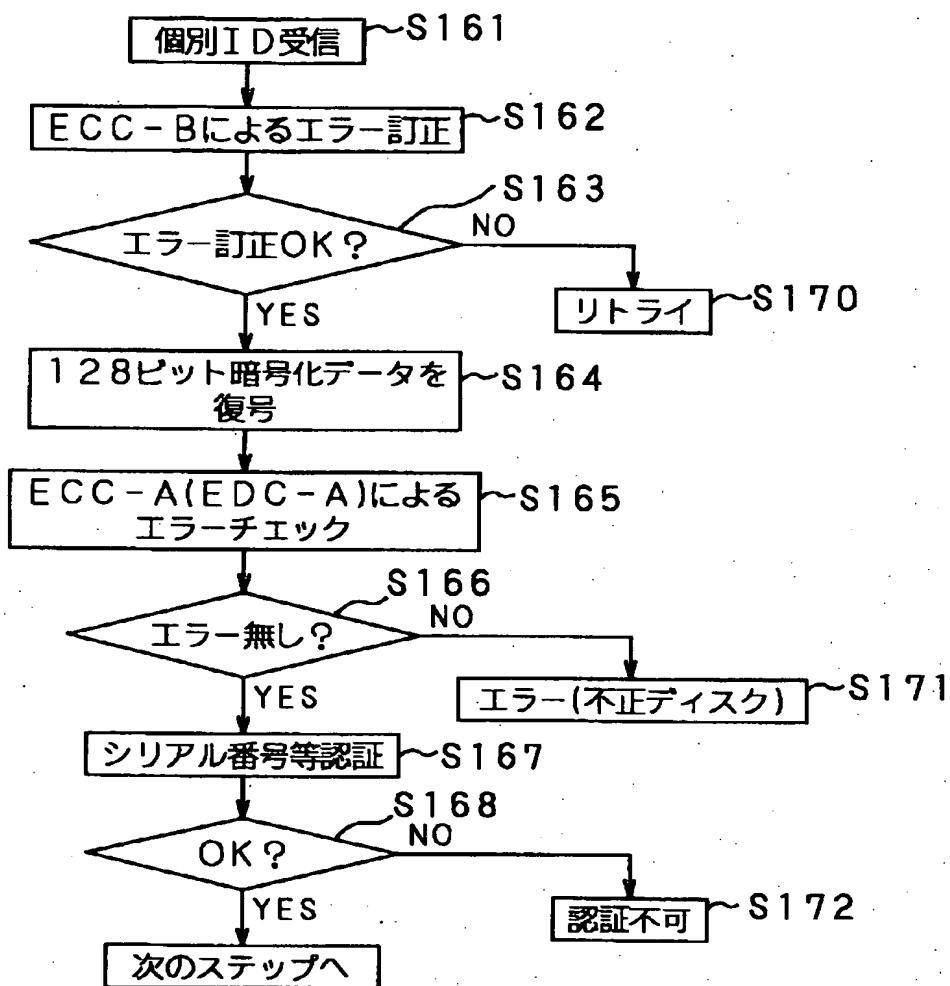 個別ID受信
S161
ECC-Bによるエラー訂正
S162
S163
エラー訂正OK?
NO
YES
リトライ
S170
128ビット暗号化データを
復号
S164
ECC-A(EDC-A)による
エラーチェック
S165
S166
エラー無し?
NO
YES
エラー(不正ディスク)
S171
シリアル番号等認証
S167
S168
OK?
NO
YES
認証不可
S172
次のステップへ